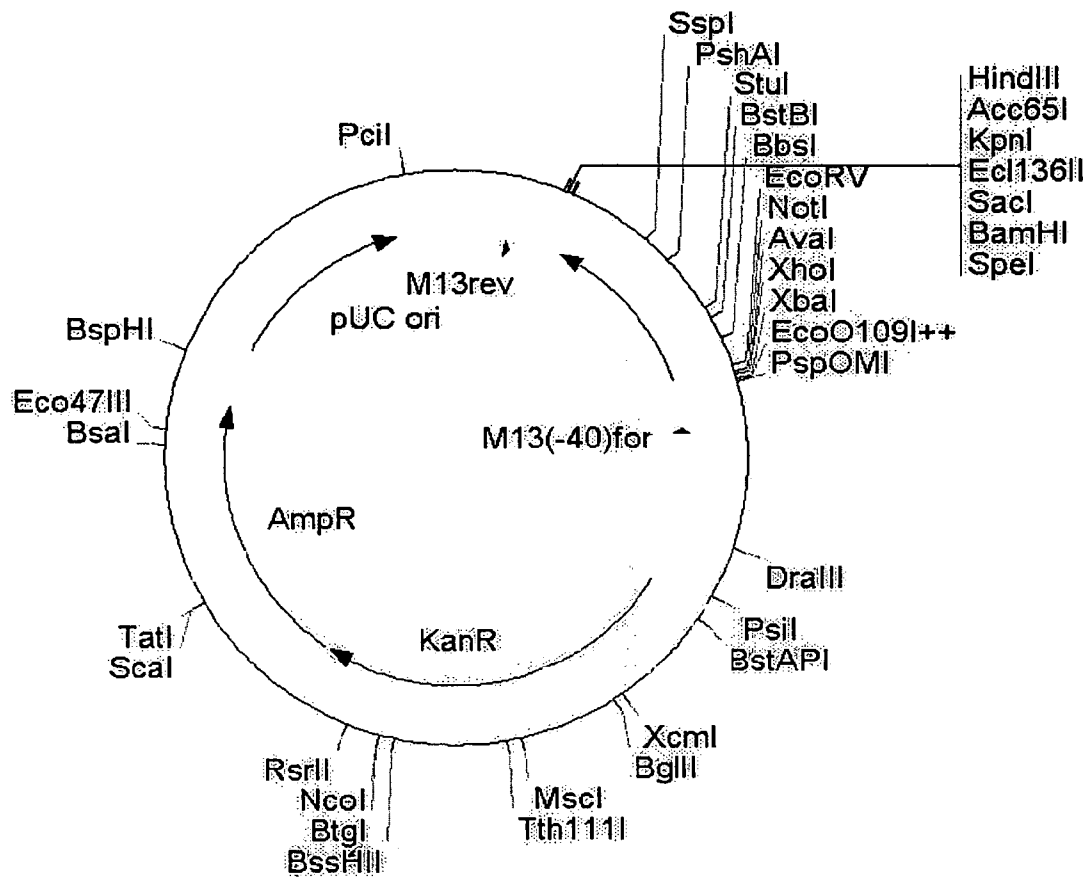 SspI
PshAI
StuI
BstBI
BbsI
EcoRV
NotI
AvaI
XhoI
XbaI
EcoO109I++
PspOMI
HindIII
Acc65I
KpnI
Ecl136II
SacI
BamHI
SpeI
PciI
M13rev
pUC ori
BspHI
Eco47III
BsaI
M13(-40)for
AmpR
DraIII
PsiI
BstAPI
KanR
TatI
ScaI
XcmI
BglII
RsrII
NcoI
BtgI
BssHII
MscI
Tth111I